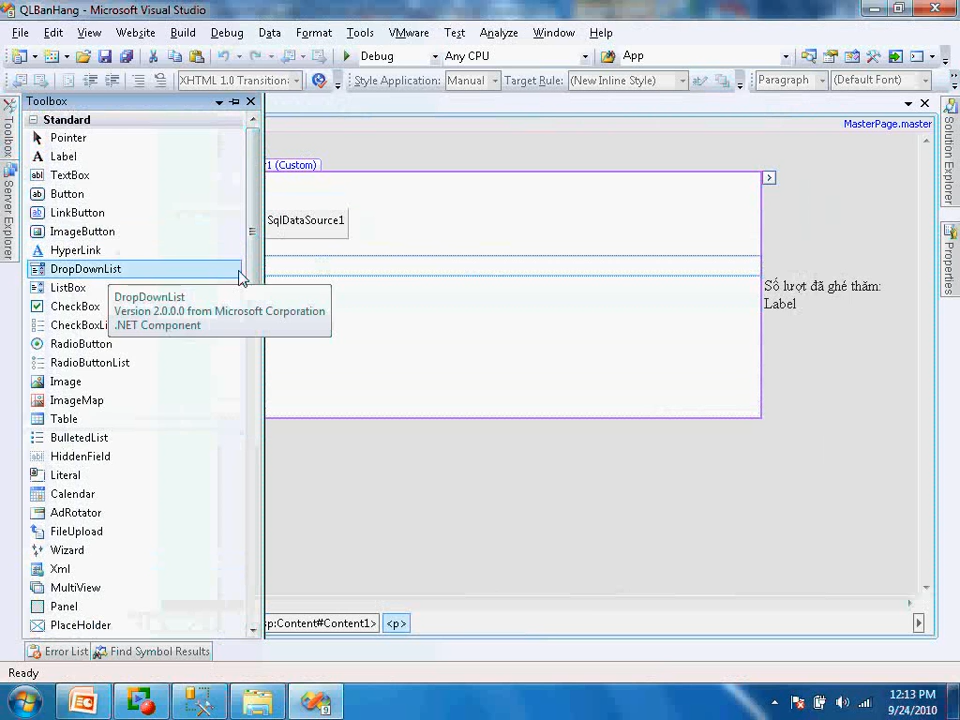 QLBanHang - Microsoft Visual Studio
File Edit View Website Build Debug Data Format Tools VMware Test Analyze Window Help
Debug Any CPU App
XHTML 1.0 Transition Style Application: Manual Target Rule: (New Inline Style) Paragraph (Default Font)
Toolbox
Standard
MasterPage.master
Pointer
Label
1 (Custom)
TextBox
Button
LinkButton
SqlDataSource1
ImageButton
HyperLink
DropDownList
ListBox
Số lượt đã ghé thăm:
DropDownList
CheckBox
Label
Version 2.0.0.0 from Microsoft Corporation
CheckBoxLi
.NET Component
RadioButton
RadioButtonList
Image
ImageMap
Table
BulletedList
HiddenField
Literal
Calendar
AdRotator
FileUpload
Wizard
Xml
MultiView
Panel
PlaceHolder
p:Content#Content1> <p>
Toolbox
Server Explorer
Solution Explorer
Properties
Error List Find Symbol Results
Ready
12:13 PM
9/24/2010